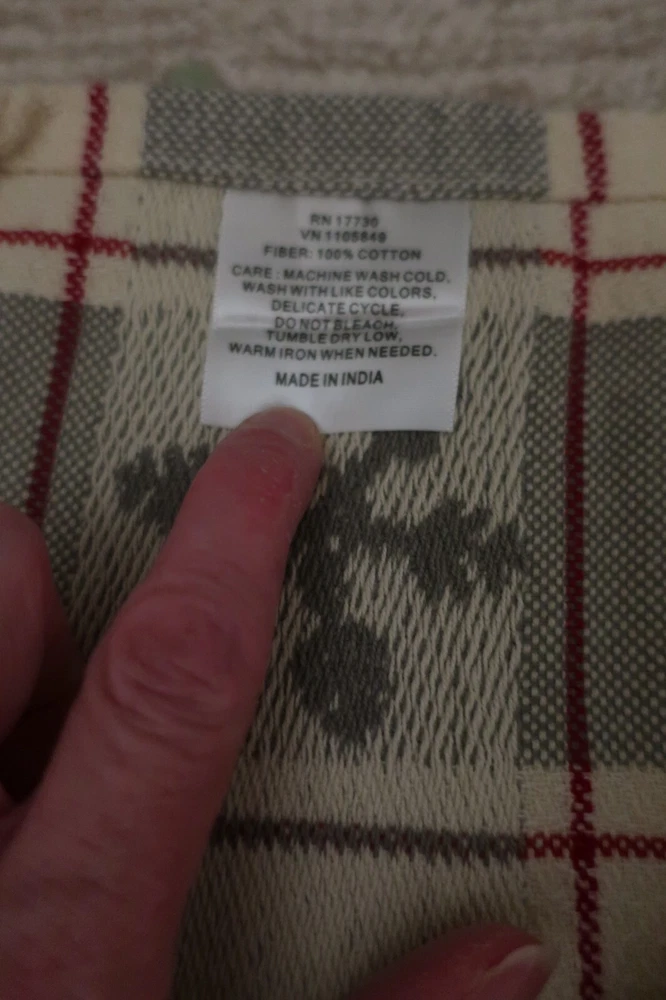 RN 17730
VN 1105849
FIBER: 100% COTTON
CARE: MACHINE WASH COLD,
WASH WITH LIKE COLORS,
DELICATE CYCLE,
DO NOT BLEACH,
TUMBLE DRY LOW,
WARM IRON WHEN NEEDED.
MADE IN INDIA